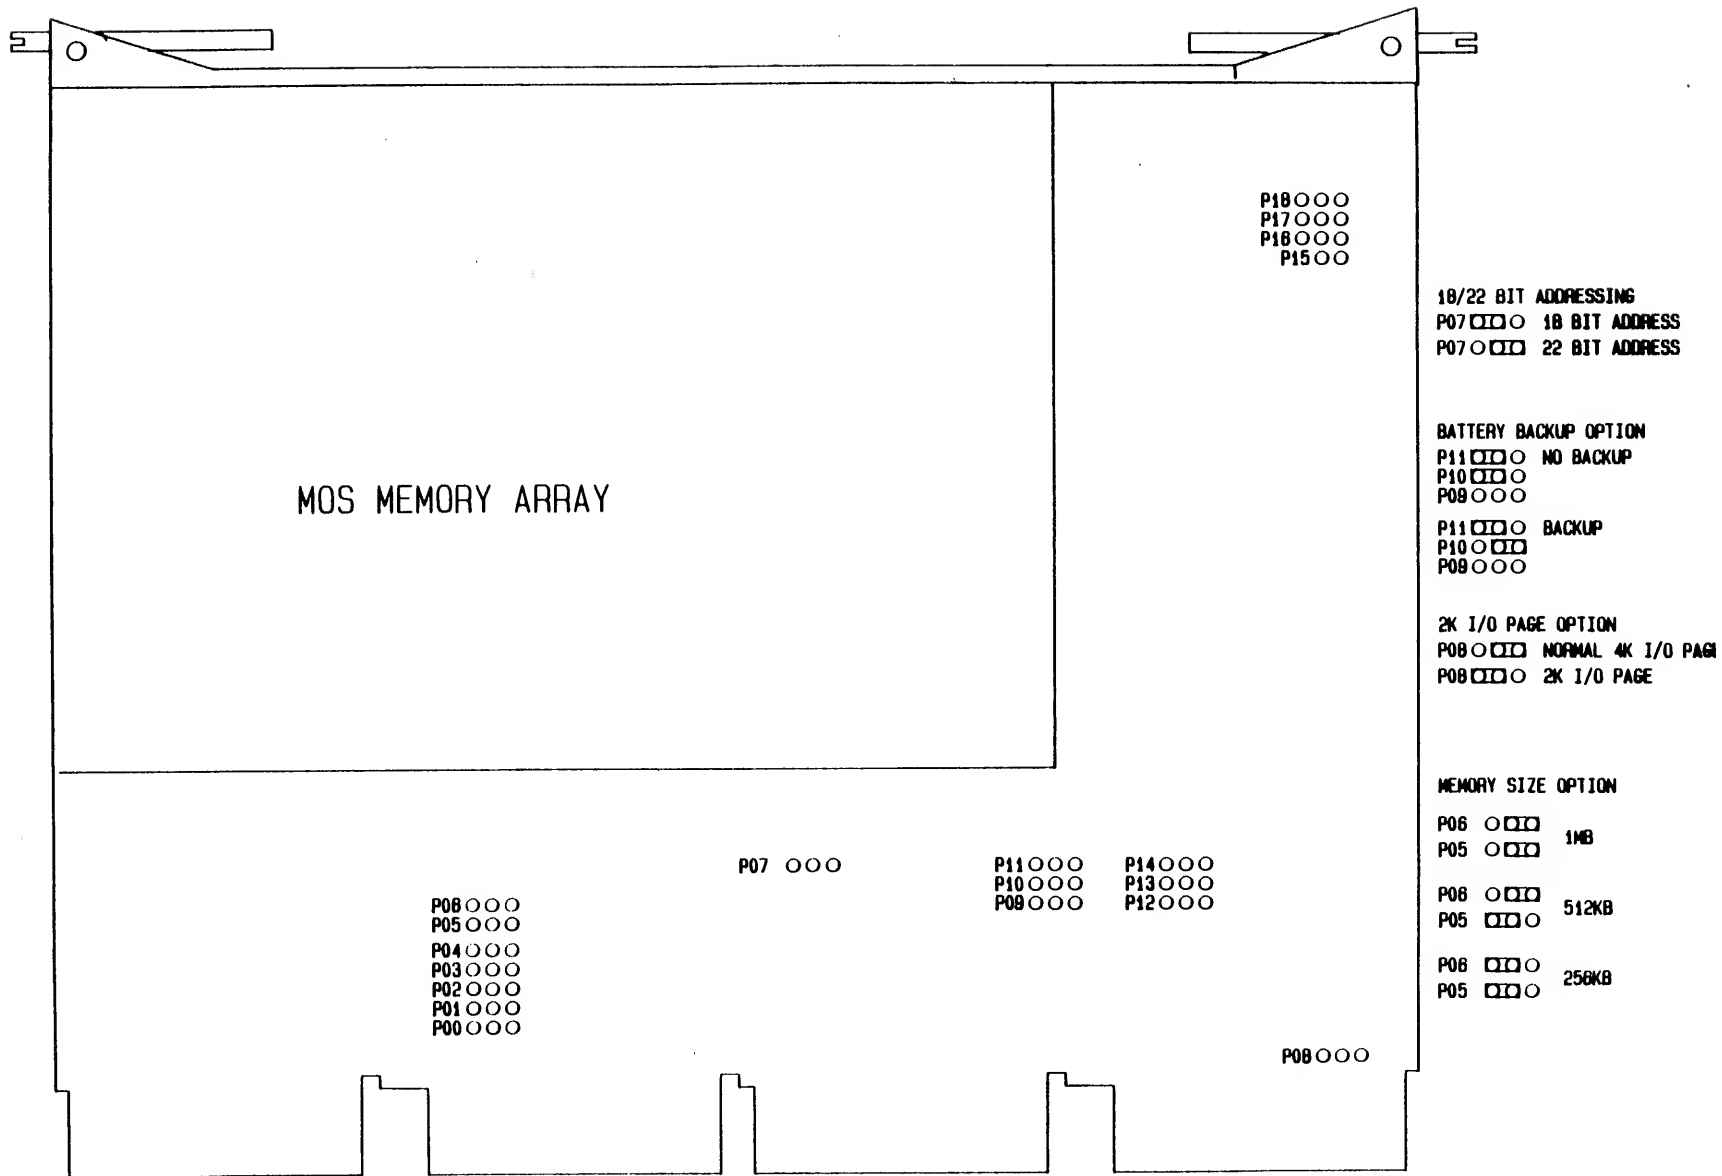 P18
P17
P16
P15
18/22 BIT ADDRESSING
P07 18 BIT ADDRESS
P07 22 BIT ADDRESS
BATTERY BACKUP OPTION
P11 NO BACKUP
P10
P09
P11 BACKUP
P10
P09
MOS MEMORY ARRAY
2K I/O PAGE OPTION
P08 NORMAL 4K I/O PAGE
P08 2K I/O PAGE
MEMORY SIZE OPTION
P06
P05
1MB
P06
P05
512KB
P06
P05
256KB
P07
P11
P10
P09
P14
P13
P12
P06
P05
P04
P03
P02
P01
P00
P08